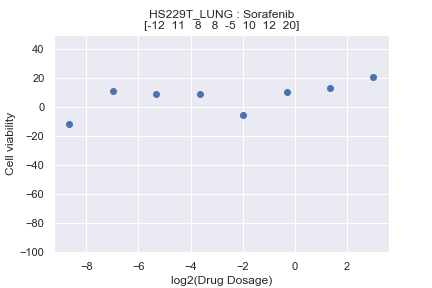 HS229T_LUNG : Sorafenib
[-12 11 8 8 -5 10 12 20]
40
20
0
−20
−40
−60
−80
−100
Cell viability
−8 −6 −4 −2 0 2
log2(Drug Dosage)